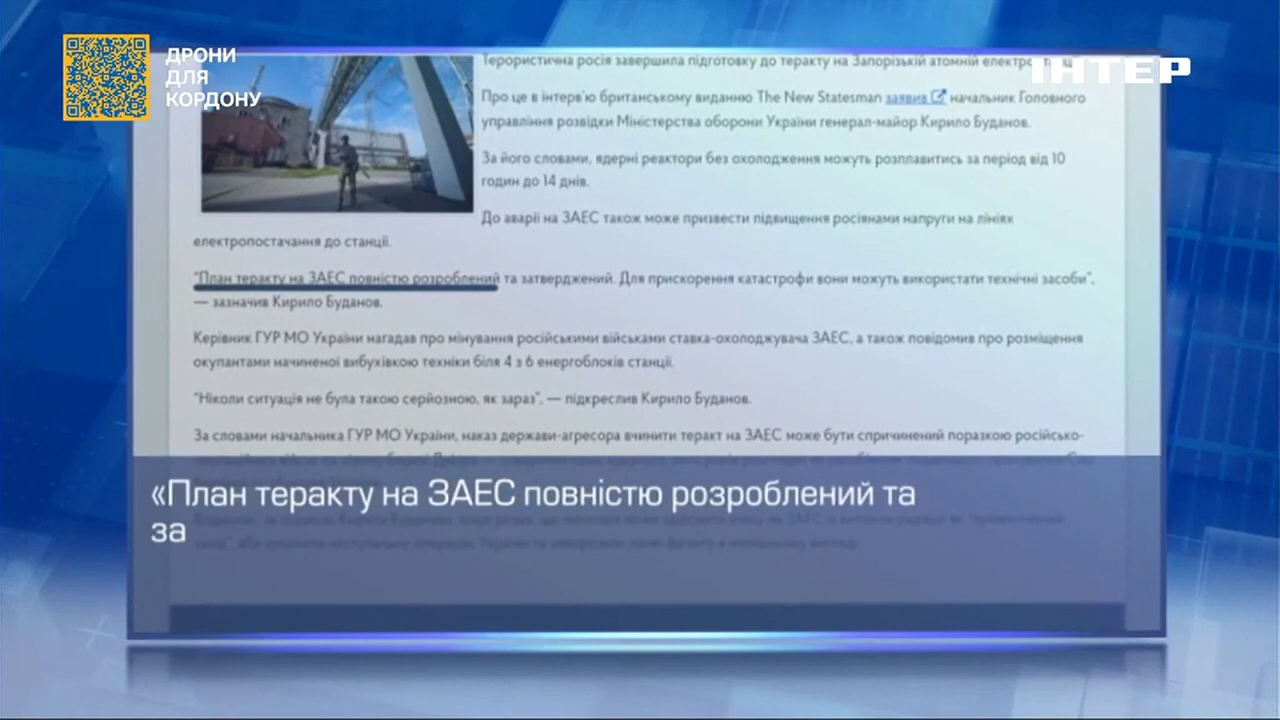 ДРОНИ
ДЛЯ
КОРДОНУ
ІНТЕР
Терористична росія завершила підготовку до теракту на Запорізькій атомній
Про це в інтерв'ю британському виданню The New Statesman заявив начальник Головного
управління розвідки Міністерства оборони України генерал-майор Кирило Буданов.
За його словами, ядерні реактори без охолодження можуть розплавитись за період від 10
годин до 14 днів.
До аварії на ЗАЕС також може призвести підвищення росіянами напруги на лініях
електропостачання до станції.
"План теракту на ЗАЕС повністю розроблений та затверджений. Для прискорення катастрофи вони можуть використати технічні засоби",
— зазначив Кирило Буданов.
Керівник ГУР МО України нагадав про мінування російськими військами ставка-охолоджувача ЗАЕС, а також повідомив про розміщення
окупантами начиненої вибухівкою техніки біля 4 з 6 енергоблоків станції.
"Ніколи ситуація не була такою серйозною, як зараз", — підкреслив Кирило Буданов.
За словами начальника ГУР МО України, наказ держави-агресора вчинити теракт на ЗАЕС може бути спричинений поразкою російсько-
«План теракту на ЗАЕС повністю розроблений та
за